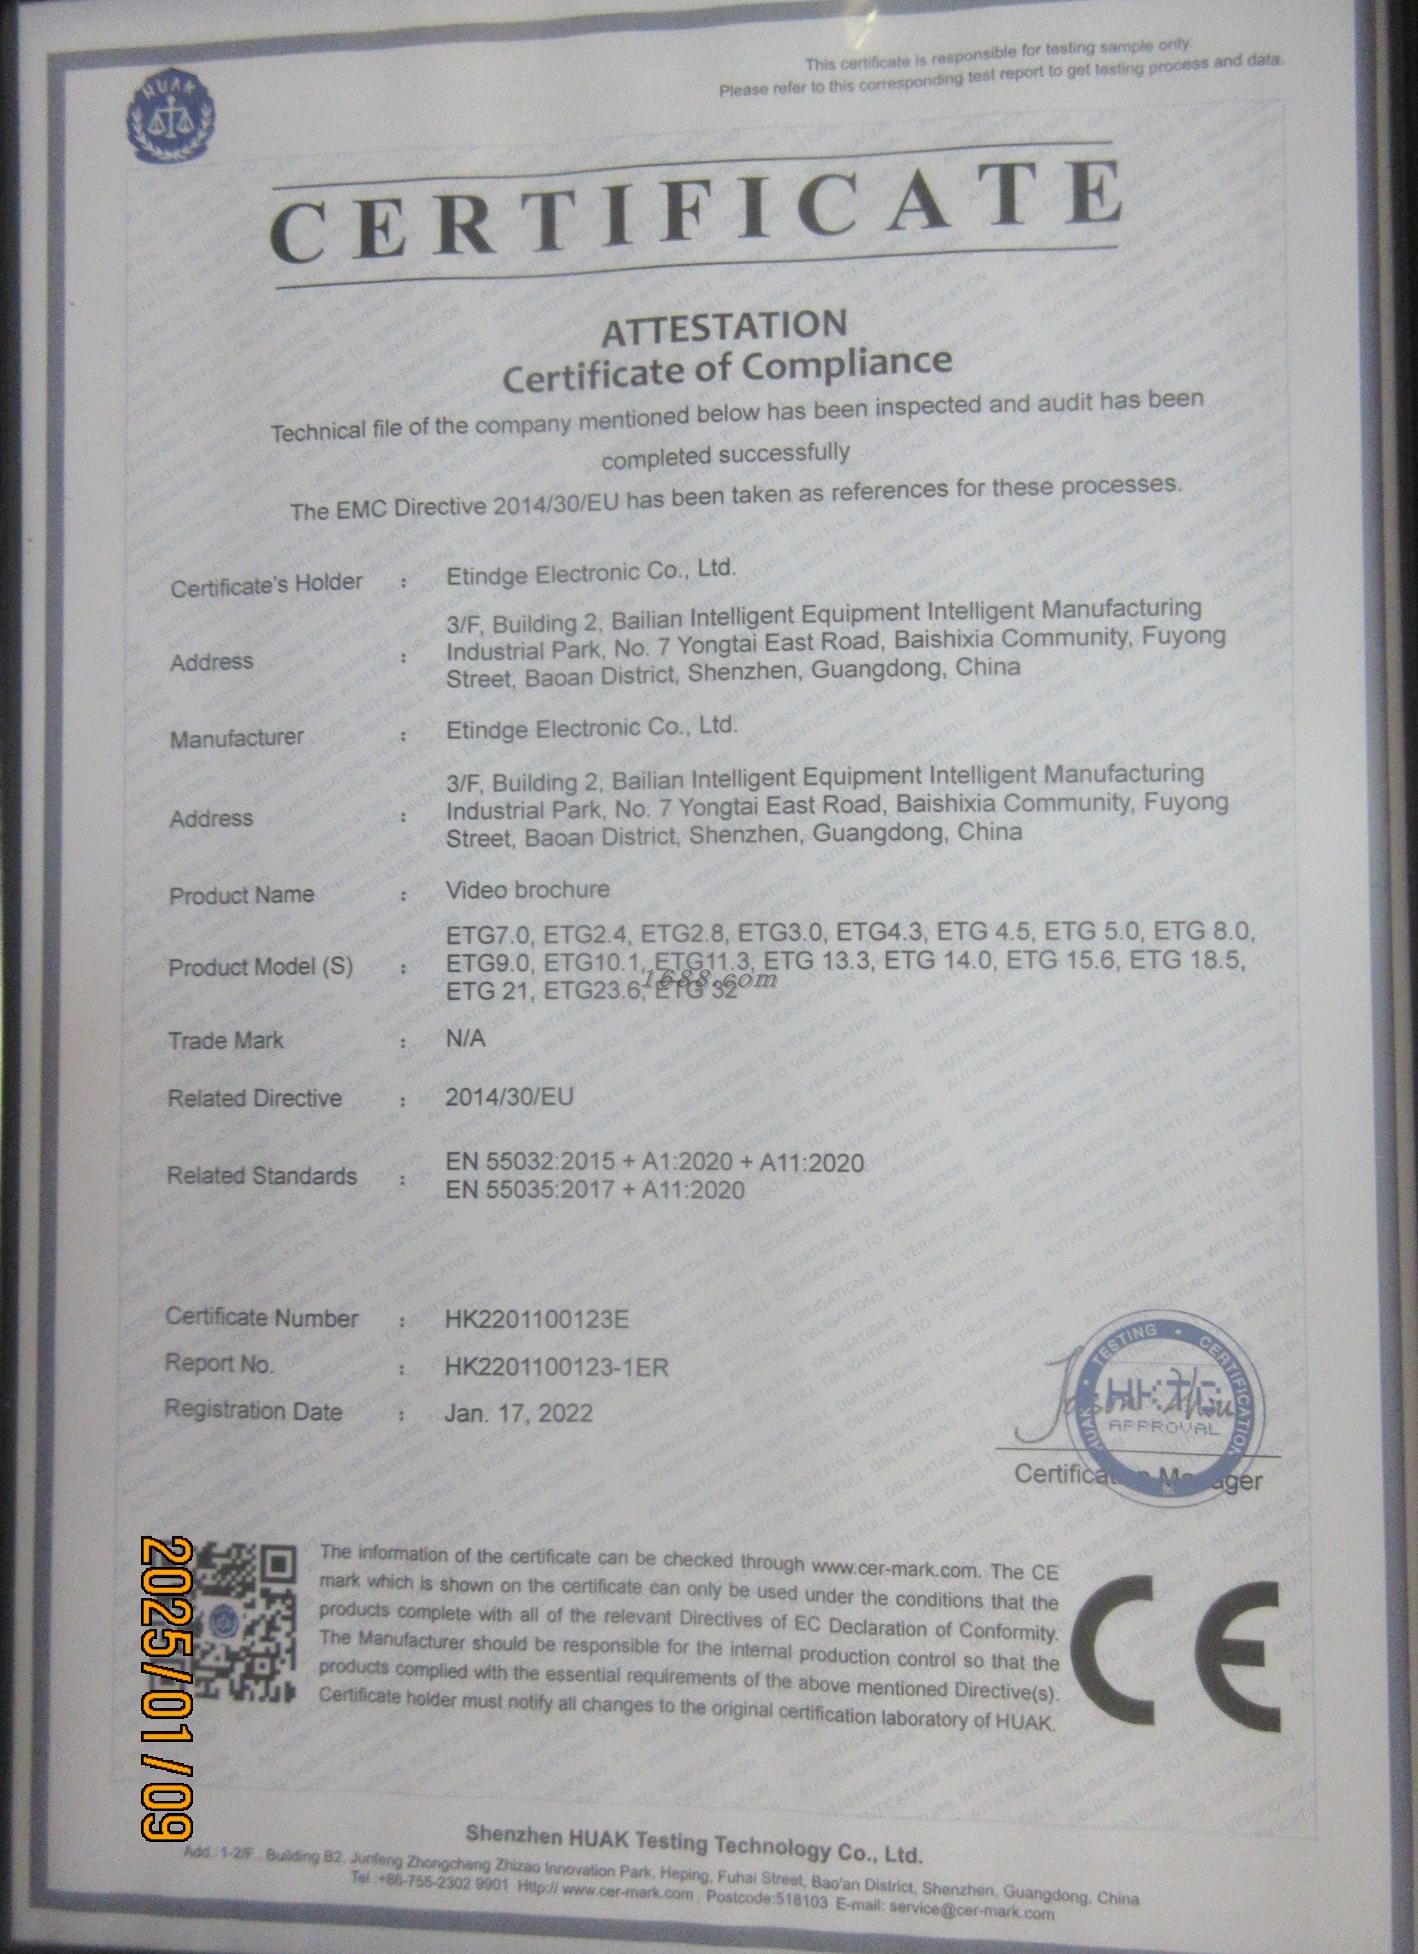 This certificate is responsible for testing sample only.
Please refer to this corresponding test report to get testing process and data.
HUAK
CERTIFICATE
ATTESTATION
Certificate of Compliance
Technical file of the company mentioned below has been inspected and audit has been
completed successfully
The EMC Directive 2014/30/EU has been taken as references for these processes.
Certificate's Holder : Etindge Electronic Co., Ltd.
3/F, Building 2, Bailian Intelligent Equipment Intelligent Manufacturing
Address : Industrial Park, No. 7 Yongtai East Road, Baishixia Community, Fuyong
Street, Baoan District, Shenzhen, Guangdong, China
Manufacturer : Etindge Electronic Co., Ltd.
3/F, Building 2, Bailian Intelligent Equipment Intelligent Manufacturing
Address : Industrial Park, No. 7 Yongtai East Road, Baishixia Community, Fuyong
Street, Baoan District, Shenzhen, Guangdong, China
Product Name : Video brochure
ETG7.0, ETG2.4, ETG2.8, ETG3.0, ETG4.3, ETG 4.5, ETG 5.0, ETG 8.0,
Product Model (S) : ETG9.0, ETG10.1, ETG11.3, ETG 13.3, ETG 14.0, ETG 15.6, ETG 18.5,
ETG 21, ETG23.6, ETG 32
1688.com
Trade Mark : N/A
Related Directive : 2014/30/EU
Related Standards : EN 55032:2015 + A1:2020 + A11:2020
EN 55035:2017 + A11:2020
Certificate Number : HK2201100123E
Report No. : HK2201100123-1ER
Registration Date : Jan. 17, 2022
HUAK • TESTING • CERTIFICATION
HKTC
APPROVAL
Jason Zhou
Certification Manager
The information of the certificate can be checked through www.cer-mark.com. The CE
mark which is shown on the certificate can only be used under the conditions that the
products complete with all of the relevant Directives of EC Declaration of Conformity.
The Manufacturer should be responsible for the internal production control so that the
products complied with the essential requirements of the above mentioned Directive(s).
Certificate holder must notify all changes to the original certification laboratory of HUAK.
CE
2025/01/09
Shenzhen HUAK Testing Technology Co., Ltd.
Add.:1-2/F., Building B2, Junfeng Zhongcheng Zhizao Innovation Park, Heping, Fuhai Street, Bao'an District, Shenzhen, Guangdong, China
Tel.:+86-755-2302 9901 Http:// www.cer-mark.com Postcode:518103 E-mail: service@cer-mark.com